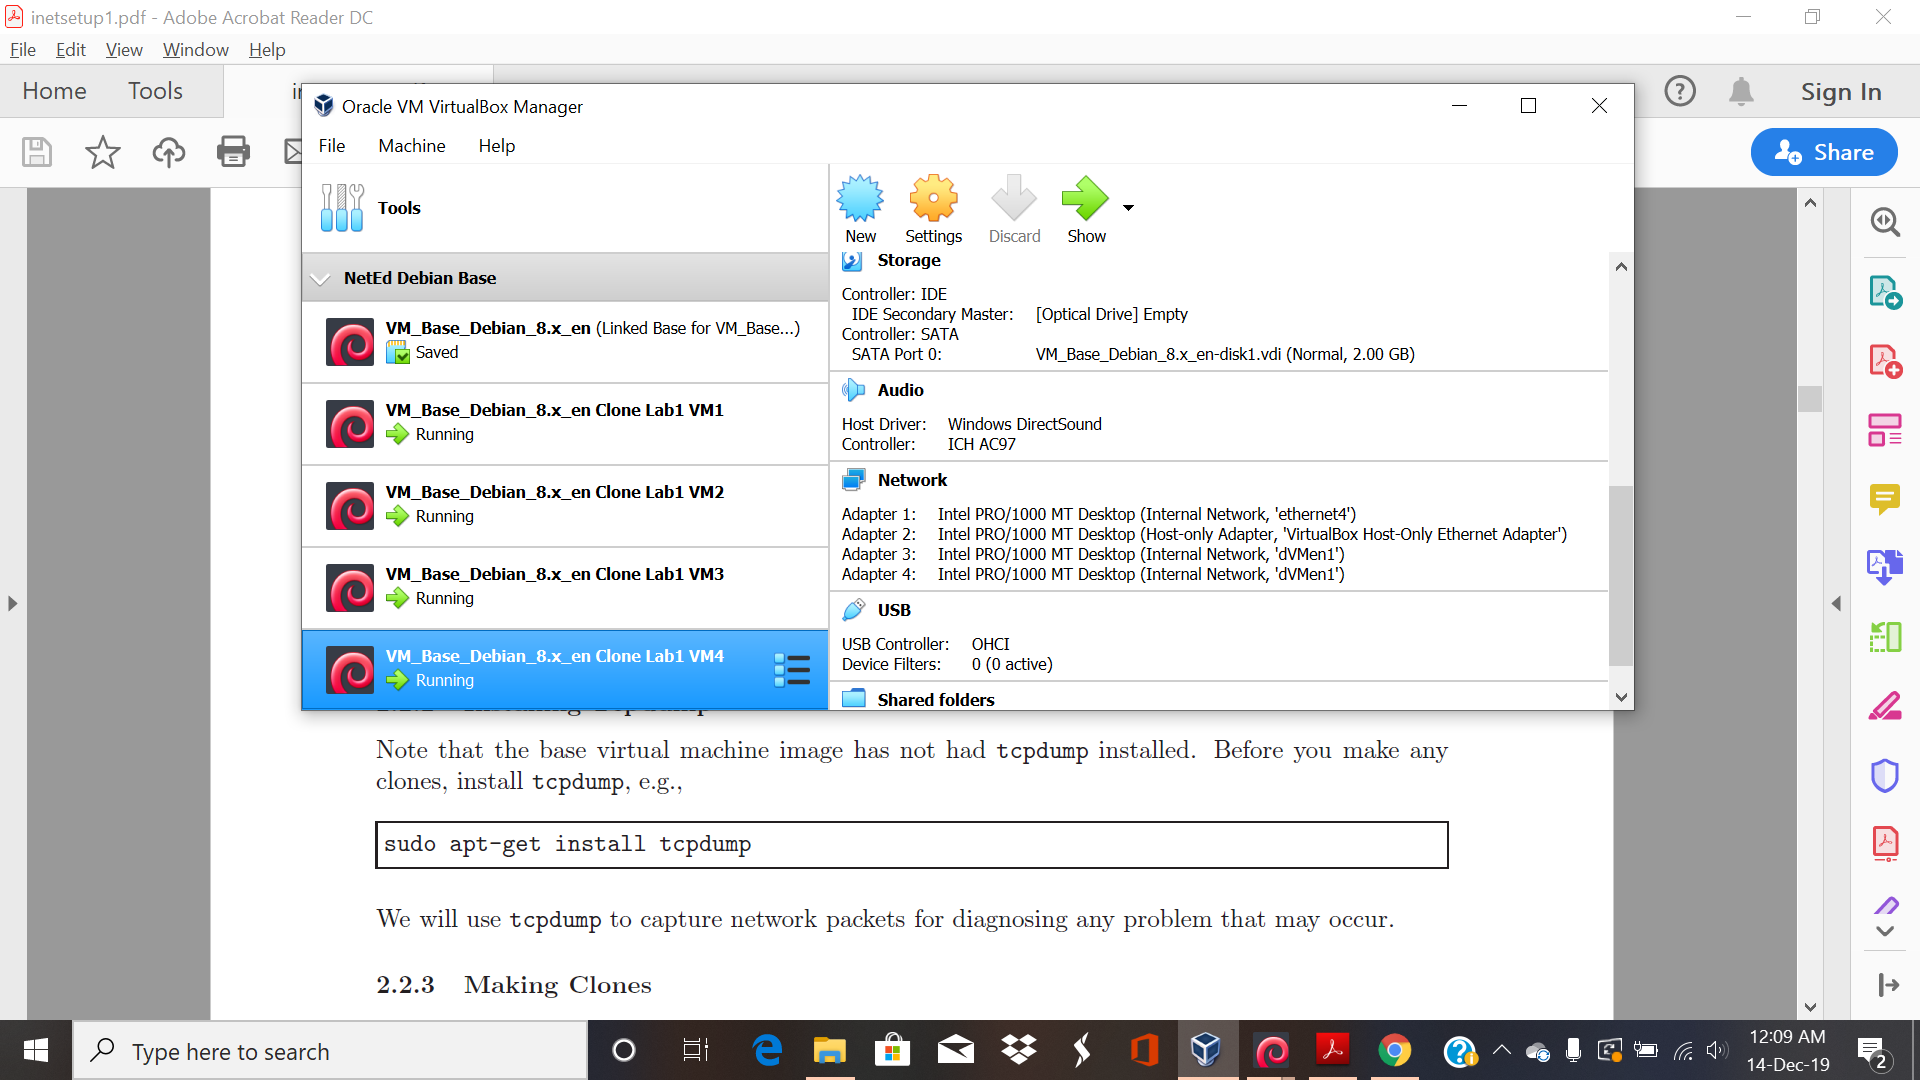 inetsetup1.pdf - Adobe Acrobat Reader DC
File Edit View Window Help
Home Tools
Sign In
Share
Oracle VM VirtualBox Manager
File Machine Help
Tools
New Settings Discard Show
NetEd Debian Base
VM_Base_Debian_8.x_en (Linked Base for VM_Base...)
Saved
VM_Base_Debian_8.x_en Clone Lab1 VM1
Running
VM_Base_Debian_8.x_en Clone Lab1 VM2
Running
VM_Base_Debian_8.x_en Clone Lab1 VM3
Running
VM_Base_Debian_8.x_en Clone Lab1 VM4
Running
Storage
Controller: IDE
IDE Secondary Master: [Optical Drive] Empty
Controller: SATA
SATA Port 0: VM_Base_Debian_8.x_en-disk1.vdi (Normal, 2.00 GB)
Audio
Host Driver: Windows DirectSound
Controller: ICH AC97
Network
Adapter 1: Intel PRO/1000 MT Desktop (Internal Network, 'ethernet4')
Adapter 2: Intel PRO/1000 MT Desktop (Host-only Adapter, 'VirtualBox Host-Only Ethernet Adapter')
Adapter 3: Intel PRO/1000 MT Desktop (Internal Network, 'dVMen1')
Adapter 4: Intel PRO/1000 MT Desktop (Internal Network, 'dVMen1')
USB
USB Controller: OHCI
Device Filters: 0 (0 active)
Shared folders
Note that the base virtual machine image has not had tcpdump installed. Before you make any
clones, install tcpdump, e.g.,
sudo apt-get install tcpdump
We will use tcpdump to capture network packets for diagnosing any problem that may occur.
2.2.3 Making Clones
Type here to search
12:09 AM
14-Dec-19
2